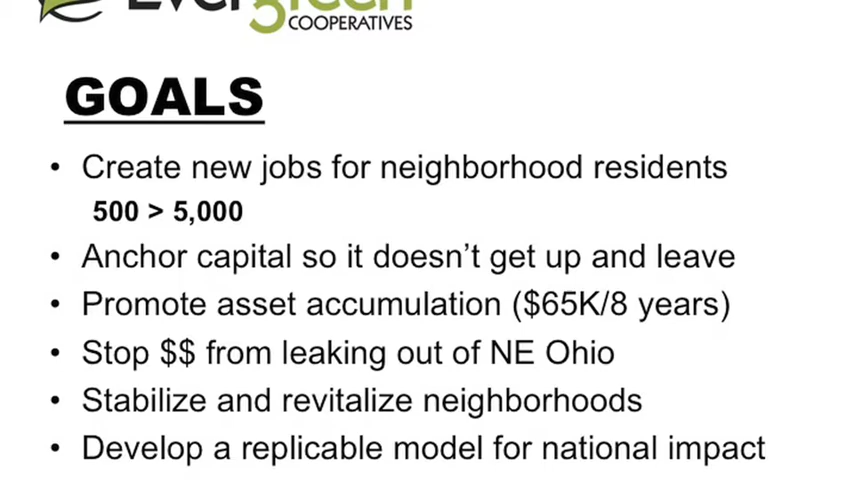 Evergreen
COOPERATIVES
GOALS
• Create new jobs for neighborhood residents
500 > 5,000
• Anchor capital so it doesn’t get up and leave
• Promote asset accumulation ($65K/8 years)
• Stop $$ from leaking out of NE Ohio
• Stabilize and revitalize neighborhoods
• Develop a replicable model for national impact